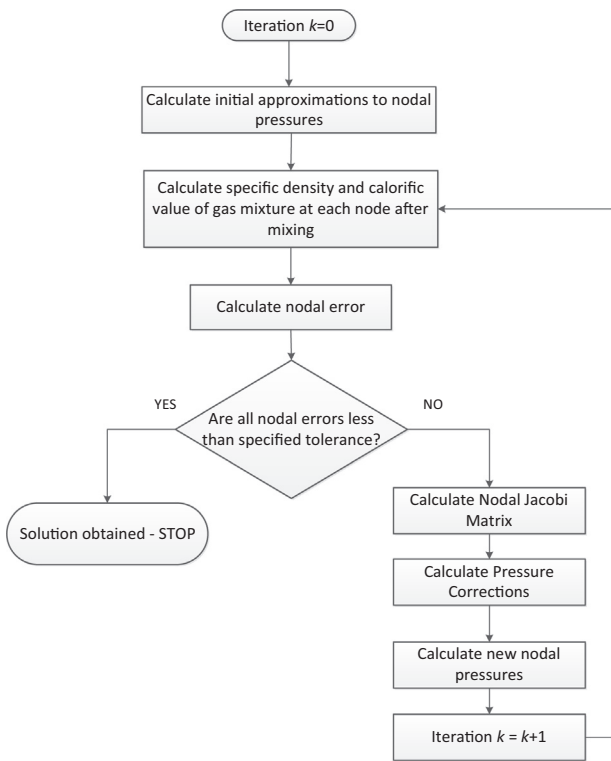 Iteration k=0
Calculate initial approximations to nodal
pressures
Calculate specific density and calorific
value of gas mixture at each node after
mixing
Calculate nodal error
YES
NO
Are all nodal errors less
than specified tolerance?
Solution obtained - STOP
Calculate Nodal Jacobi
Matrix
Calculate Pressure
Corrections
Calculate new nodal
pressures
Iteration k = k+1